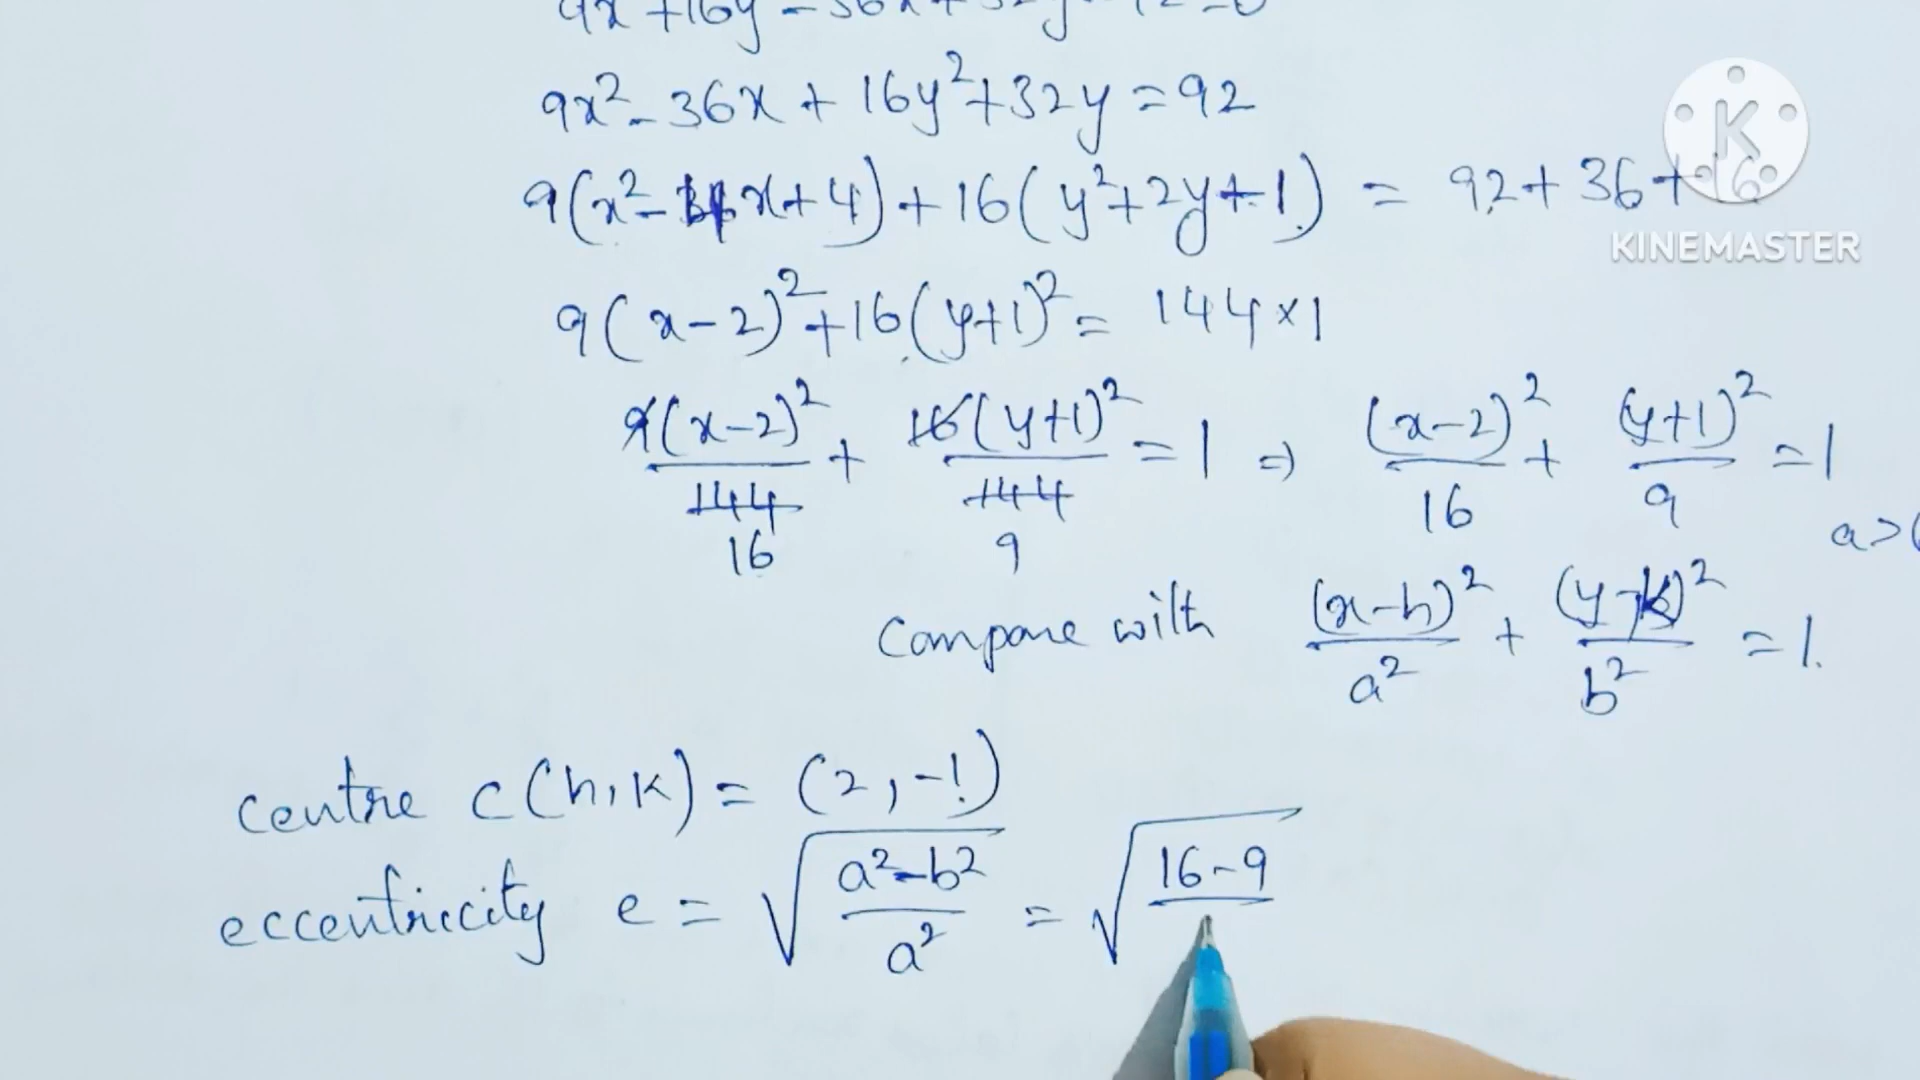 9x²-36x+16y²+32y=92
9(x²-4x+4)+16(y²+2y+1) = 92+36+16
K
KINEMASTER
9(x-2)²+16(y+1)²= 144×1
9(x-2)²/144 + 16(y+1)²/144 = 1 ⇒ (x-2)²/16 + (y+1)²/9 = 1
16 9
a>
Compare with (x-h)²/a² + (y-k)²/b² = 1.
centre c(h,k) = (2,-1)
eccentricity e = √(a²-b²/a²) = √(16-9/